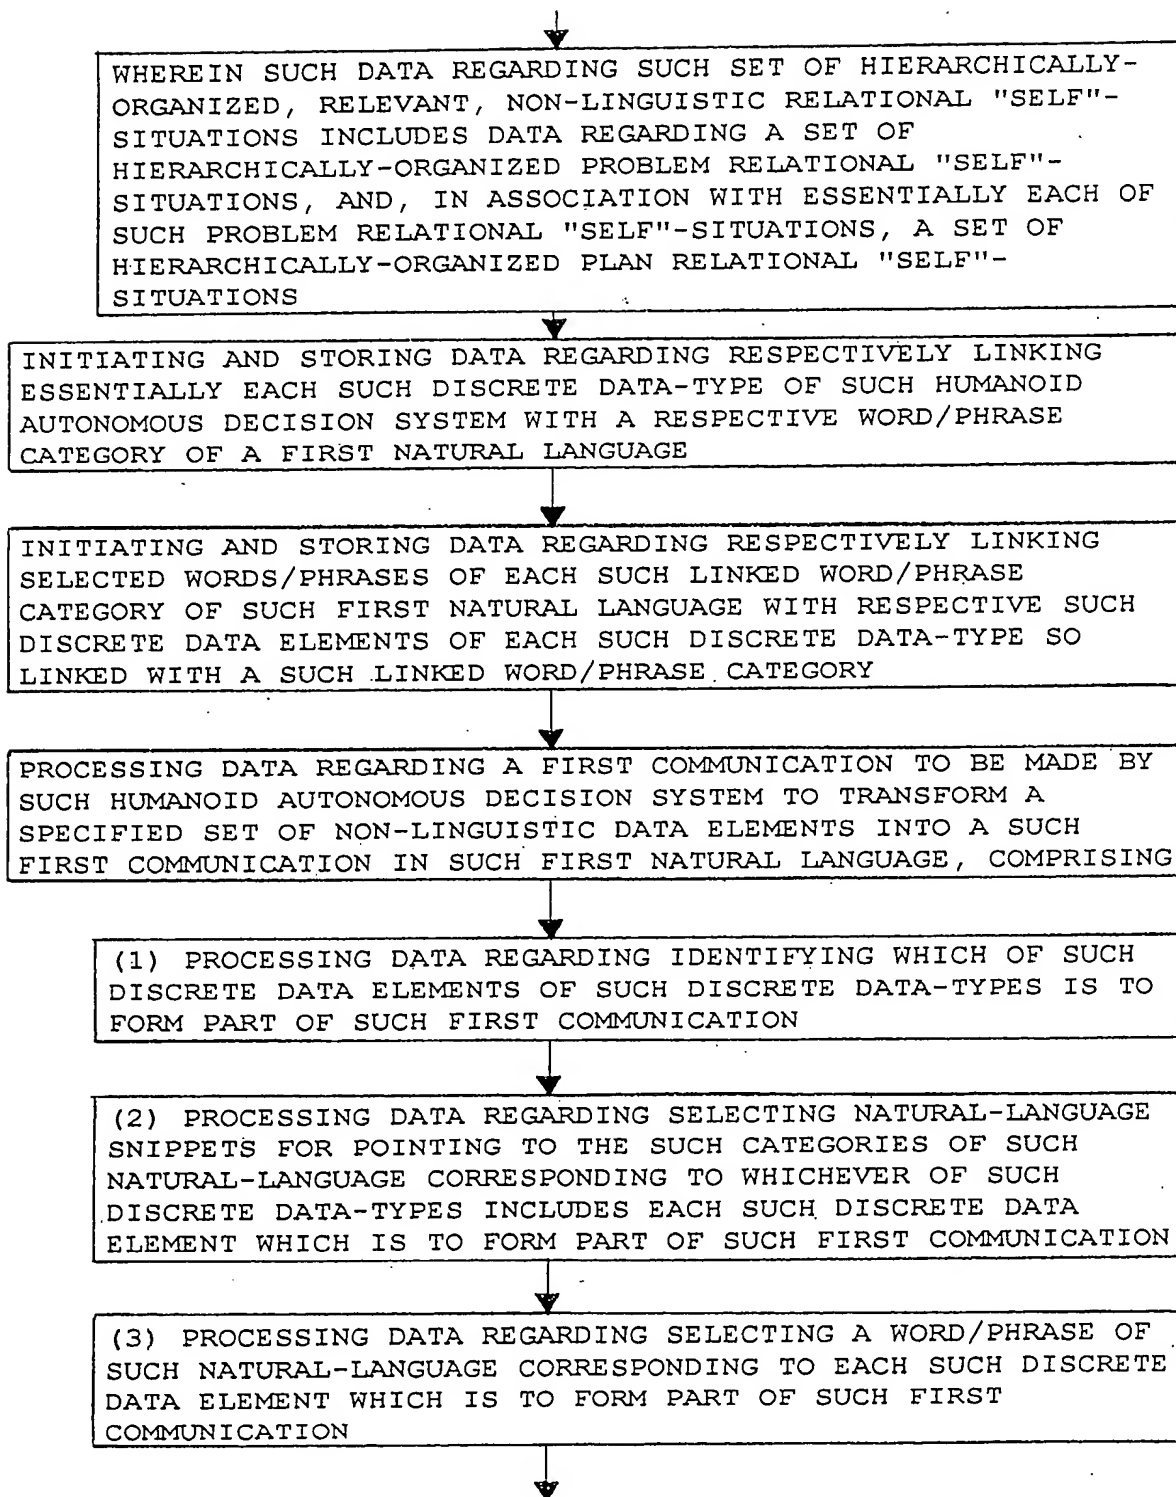 WHEREIN SUCH DATA REGARDING SUCH SET OF HIERARCHICALLY-
ORGANIZED, RELEVANT, NON-LINGUISTIC RELATIONAL "SELF"-
SITUATIONS INCLUDES DATA REGARDING A SET OF
HIERARCHICALLY-ORGANIZED PROBLEM RELATIONAL "SELF"-
SITUATIONS, AND, IN ASSOCIATION WITH ESSENTIALLY EACH OF
SUCH PROBLEM RELATIONAL "SELF"-SITUATIONS, A SET OF
HIERARCHICALLY-ORGANIZED PLAN RELATIONAL "SELF"-
SITUATIONS
INITIATING AND STORING DATA REGARDING RESPECTIVELY LINKING
ESSENTIALLY EACH SUCH DISCRETE DATA-TYPE OF SUCH HUMANOID
AUTONOMOUS DECISION SYSTEM WITH A RESPECTIVE WORD/PHRASE
CATEGORY OF A FIRST NATURAL LANGUAGE
INITIATING AND STORING DATA REGARDING RESPECTIVELY LINKING
SELECTED WORDS/PHRASES OF EACH SUCH LINKED WORD/PHRASE
CATEGORY OF SUCH FIRST NATURAL LANGUAGE WITH RESPECTIVE SUCH
DISCRETE DATA ELEMENTS OF EACH SUCH DISCRETE DATA-TYPE SO
LINKED WITH A SUCH LINKED WORD/PHRASE CATEGORY
PROCESSING DATA REGARDING A FIRST COMMUNICATION TO BE MADE BY
SUCH HUMANOID AUTONOMOUS DECISION SYSTEM TO TRANSFORM A
SPECIFIED SET OF NON-LINGUISTIC DATA ELEMENTS INTO A SUCH
FIRST COMMUNICATION IN SUCH FIRST NATURAL LANGUAGE, COMPRISING
(1) PROCESSING DATA REGARDING IDENTIFYING WHICH OF SUCH
DISCRETE DATA ELEMENTS OF SUCH DISCRETE DATA-TYPES IS TO
FORM PART OF SUCH FIRST COMMUNICATION
(2) PROCESSING DATA REGARDING SELECTING NATURAL-LANGUAGE
SNIPPETS FOR POINTING TO THE SUCH CATEGORIES OF SUCH
NATURAL-LANGUAGE CORRESPONDING TO WHICHEVER OF SUCH
DISCRETE DATA-TYPES INCLUDES EACH SUCH DISCRETE DATA
ELEMENT WHICH IS TO FORM PART OF SUCH FIRST COMMUNICATION
(3) PROCESSING DATA REGARDING SELECTING A WORD/PHRASE OF
SUCH NATURAL-LANGUAGE CORRESPONDING TO EACH SUCH DISCRETE
DATA ELEMENT WHICH IS TO FORM PART OF SUCH FIRST
COMMUNICATION